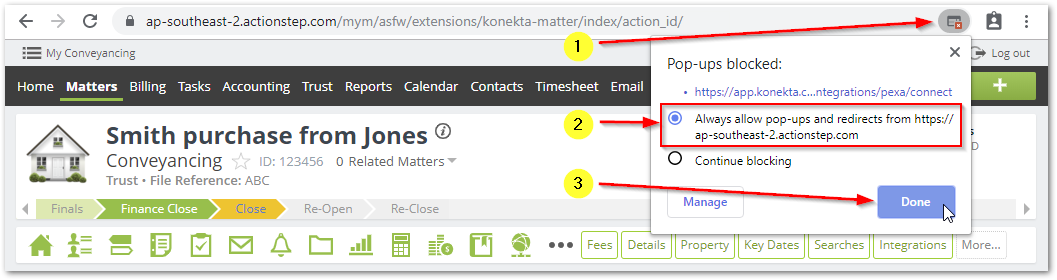 ap-southeast-2.actionstep.com/mym/asfw/extensions/konekta-matter/index/action_id/
1
My Conveyancing
Log out
Home Matters Billing Tasks Accounting Trust Reports Calendar Contacts Timesheet Email
Pop-ups blocked:
https://app.konekta.c...ntegrations/pexa/connect
2
Always allow pop-ups and redirects from https://
ap-southeast-2.actionstep.com
Continue blocking
3
Manage
Done
Smith purchase from Jones
Conveyancing ID: 123456 0 Related Matters
Trust • File Reference: ABC
Finals Finance Close Close Re-Open Re-Close
Fees Details Property Key Dates Searches Integrations More...